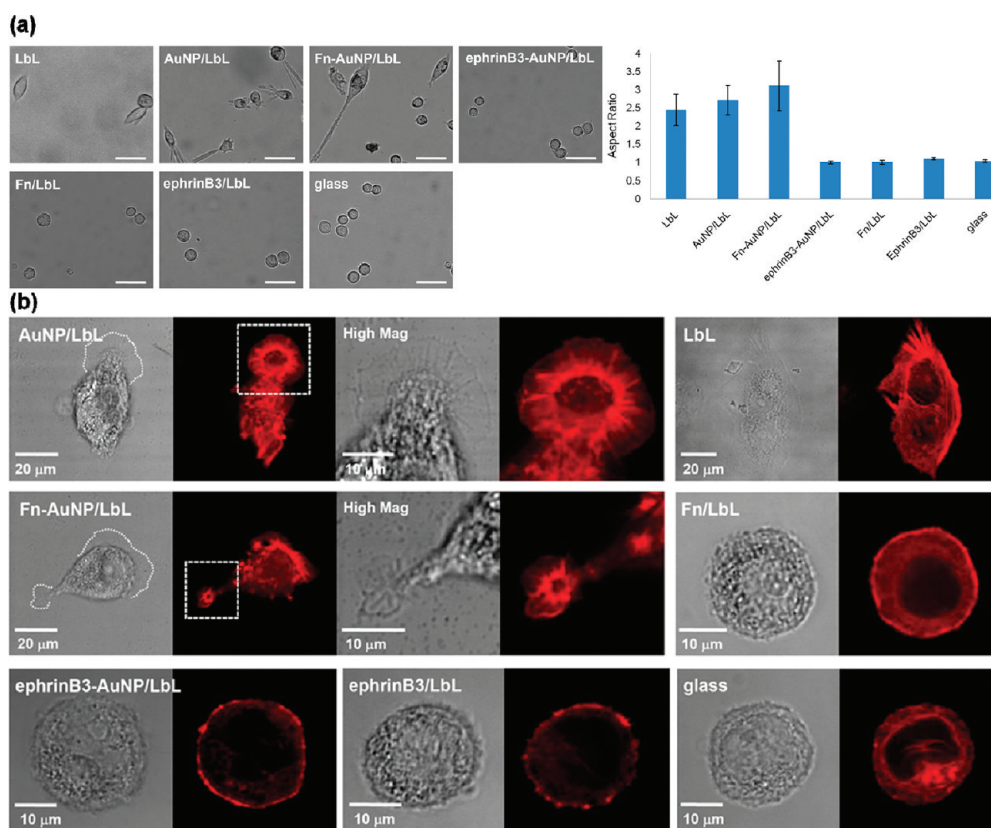 (a)
LbL
AuNP/LbL
Fn-AuNP/LbL
ephrinB3-AuNP/LbL
Fn/LbL
ephrinB3/LbL
glass
Aspect Ratio
4
3.5
3
2.5
2
1.5
1
0.5
0
LbL
AuNP/LbL
Fn-AuNP/LbL
ephrinB3-AuNP/LbL
Fn/LbL
EphrinB3/LbL
glass
(b)
AuNP/LbL
20 μm
High Mag
10 μm
LbL
20 μm
Fn-AuNP/LbL
20 μm
High Mag
10 μm
Fn/LbL
10 μm
ephrinB3-AuNP/LbL
10 μm
ephrinB3/LbL
10 μm
glass
10 μm